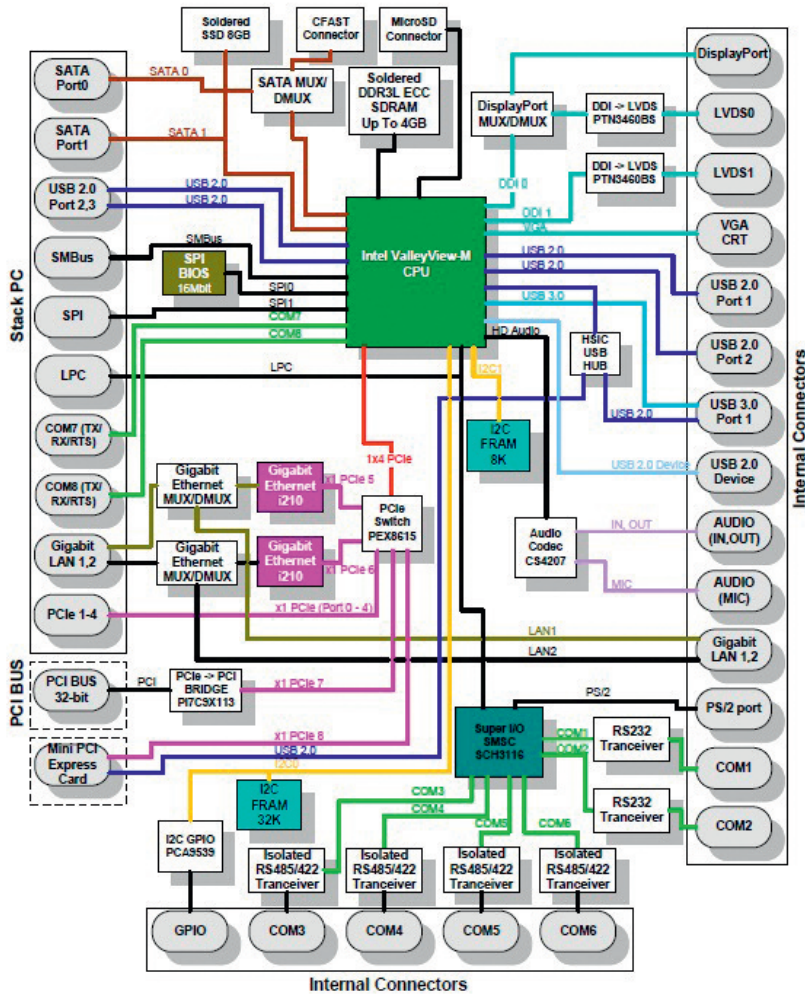 Soldered
SSD 8GB
CFAST
Connector
MicroSD
Connector
SATA
Port0
SATA 0
SATA MUX/
DMUX
Soldered
DDR3L ECC
SDRAM
Up To 4GB
DisplayPort
MUX/DMUX
DisplayPort
DDI -> LVDS
PTN3460BS
LVDS0
SATA
Port1
SATA 1
DDI -> LVDS
PTN3460BS
LVDS1
DDI 0
USB 2.0
Port 2,3
USB 2.0
USB 2.0
DDI 1
VGA
VGA
CRT
SMBus
SMBus
SPI
BIOS
16Mbit
Intel ValleyView-M
CPU
USB 2.0
USB 2.0
USB 2.0
Port 1
SPI0
SPI
SPI1
COM7
COM8
USB 3.0
HD Audio
HSIC
USB
HUB
USB 2.0
Port 2
LPC
LPC
I2C1
USB 2.0
USB 3.0
Port 1
COM7 (TX/
RX/RTS)
I2C
FRAM
8K
1x4 PCIe
USB 2.0 Device
USB 2.0
Device
COM8 (TX/
RX/RTS)
Gigabit
Ethernet
MUX/DMUX
Gigabit
Ethernet
i210
x1 PCIe 5
PCIe
Switch
PEX8615
Audio
Codec
CS4207
IN, OUT
AUDIO
(IN,OUT)
Gigabit
LAN 1,2
Gigabit
Ethernet
MUX/DMUX
Gigabit
Ethernet
i210
x1 PCIe 6
MIC
AUDIO
(MIC)
PCIe 1-4
x1 PCIe (Port 0 - 4)
LAN1
LAN2
Gigabit
LAN 1,2
Stack PC
Internal Connectors
PCI BUS
PCI BUS
32-bit
PCI
PCIe -> PCI
BRIDGE
PI7C9X113
x1 PCIe 7
PS/2
PS/2 port
Mini PCI
Express
Card
x1 PCIe 8
USB 2.0
I2C0
Super I/O
SMSC
SCH3116
COM1
COM2
RS232
Tranceiver
COM1
I2C
FRAM
32K
COM3
COM4
COM5
COM6
RS232
Tranceiver
COM2
I2C GPIO
PCA9539
Isolated
RS485/422
Tranceiver
Isolated
RS485/422
Tranceiver
Isolated
RS485/422
Tranceiver
Isolated
RS485/422
Tranceiver
GPIO
COM3
COM4
COM5
COM6
Internal Connectors